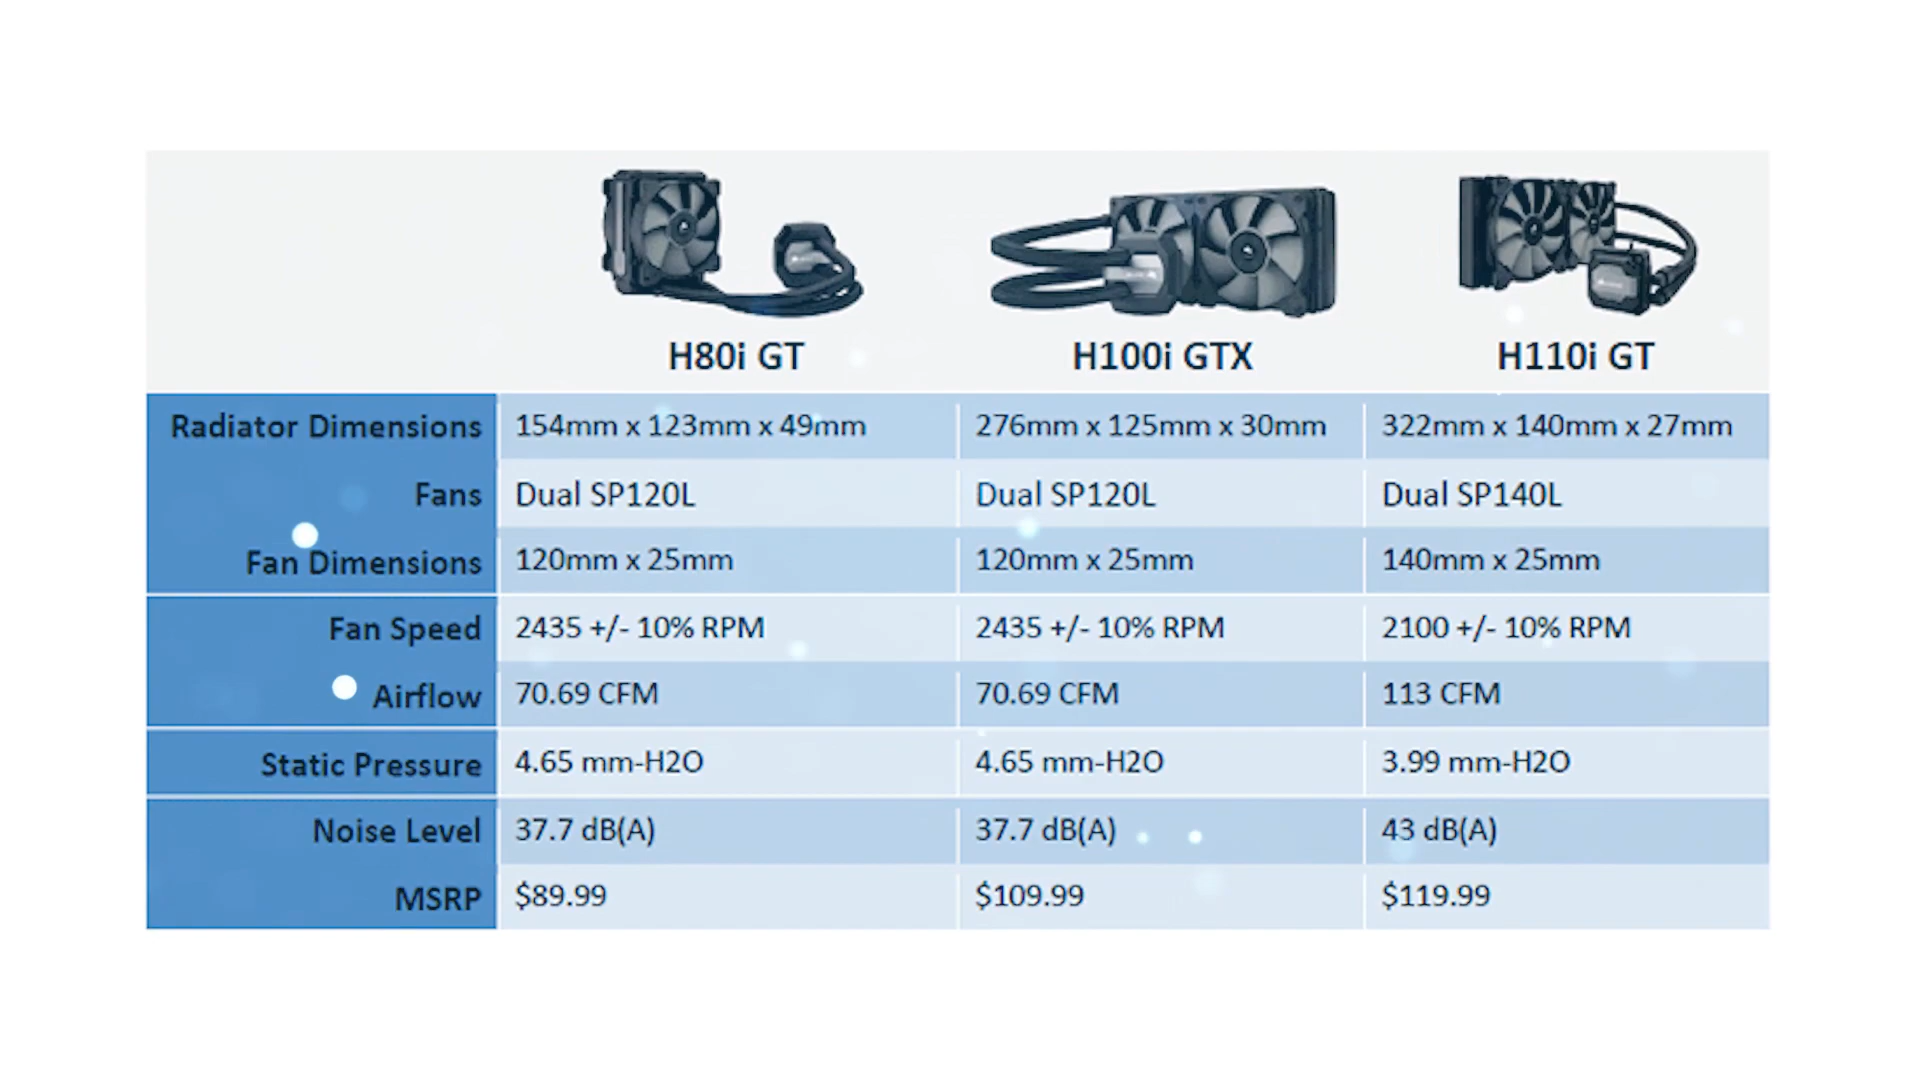 H80i GT H100i GTX H110i GT
Radiator Dimensions 154mm x 123mm x 49mm 276mm x 125mm x 30mm 322mm x 140mm x 27mm
Fans Dual SP120L Dual SP120L Dual SP140L
Fan Dimensions 120mm x 25mm 120mm x 25mm 140mm x 25mm
Fan Speed 2435 +/- 10% RPM 2435 +/- 10% RPM 2100 +/- 10% RPM
Airflow 70.69 CFM 70.69 CFM 113 CFM
Static Pressure 4.65 mm-H2O 4.65 mm-H2O 3.99 mm-H2O
Noise Level 37.7 dB(A) 37.7 dB(A) 43 dB(A)
MSRP $89.99 $109.99 $119.99